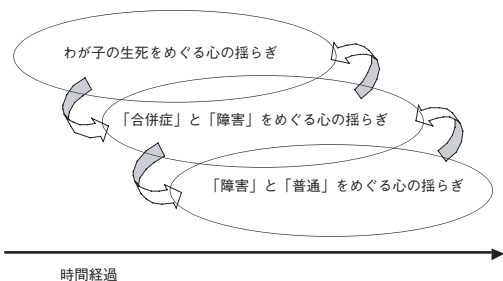 わが子の生死をめぐる心の揺らぎ
「合併症」と「障害」をめぐる心の揺らぎ
「障害」と「普通」をめぐる心の揺らぎ
時間経過